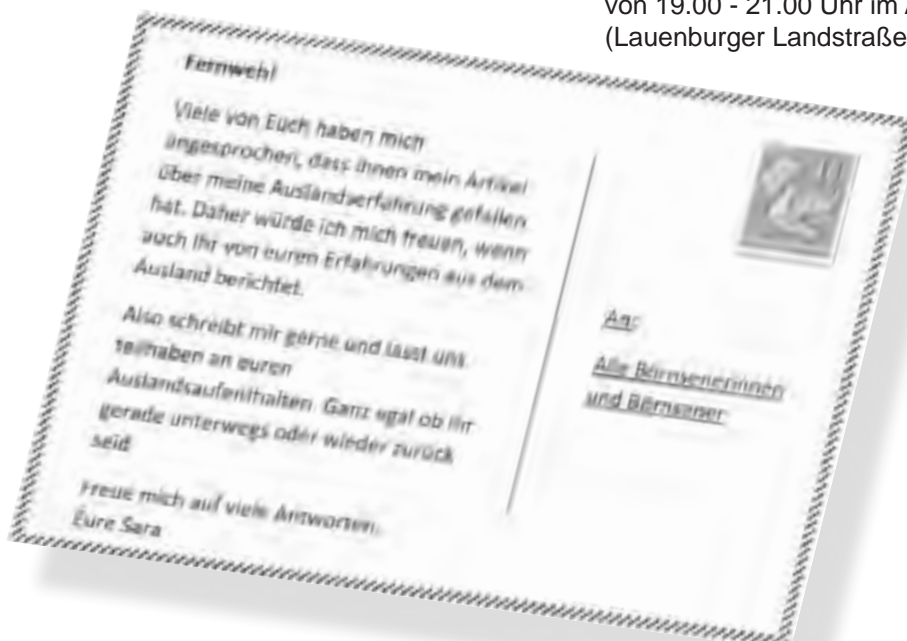 von 19.00 - 21.00 Uhr im
(Lauenburger Landstraße
Fernweh!
Viele von Euch haben mich
angesprochen, dass ihnen mein Artikel
über meine Auslandserfahrung gefallen
hat. Daher würde ich mich freuen, wenn
auch Ihr von euren Erfahrungen aus dem
Ausland berichtet.
Also schreibt mir gerne und lasst uns
teilhaben an euren
Auslandsaufenthalten. Ganz egal ob Ihr
gerade unterwegs oder wieder zurück
seid.
Freue mich auf viele Antworten.
Eure Sara
An:
Alle Börnsenerinnen
und Börnsener